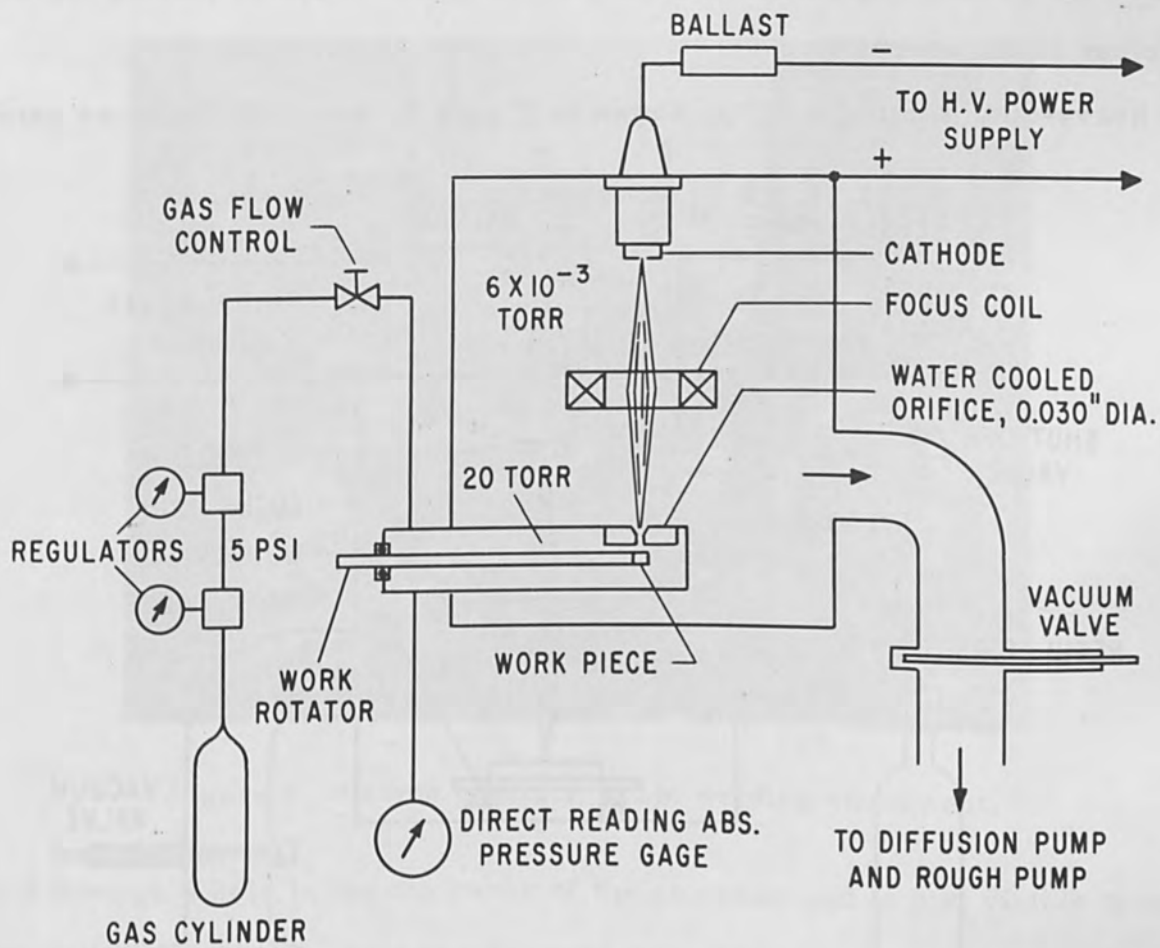 BALLAST
−
TO H.V. POWER
SUPPLY
+
GAS FLOW
CONTROL
CATHODE
6 X 10⁻³
TORR
FOCUS COIL
WATER COOLED
ORIFICE, 0.030" DIA.
20 TORR
REGULATORS
5 PSI
VACUUM
VALVE
WORK PIECE
WORK
ROTATOR
DIRECT READING ABS.
PRESSURE GAGE
TO DIFFUSION PUMP
AND ROUGH PUMP
GAS CYLINDER